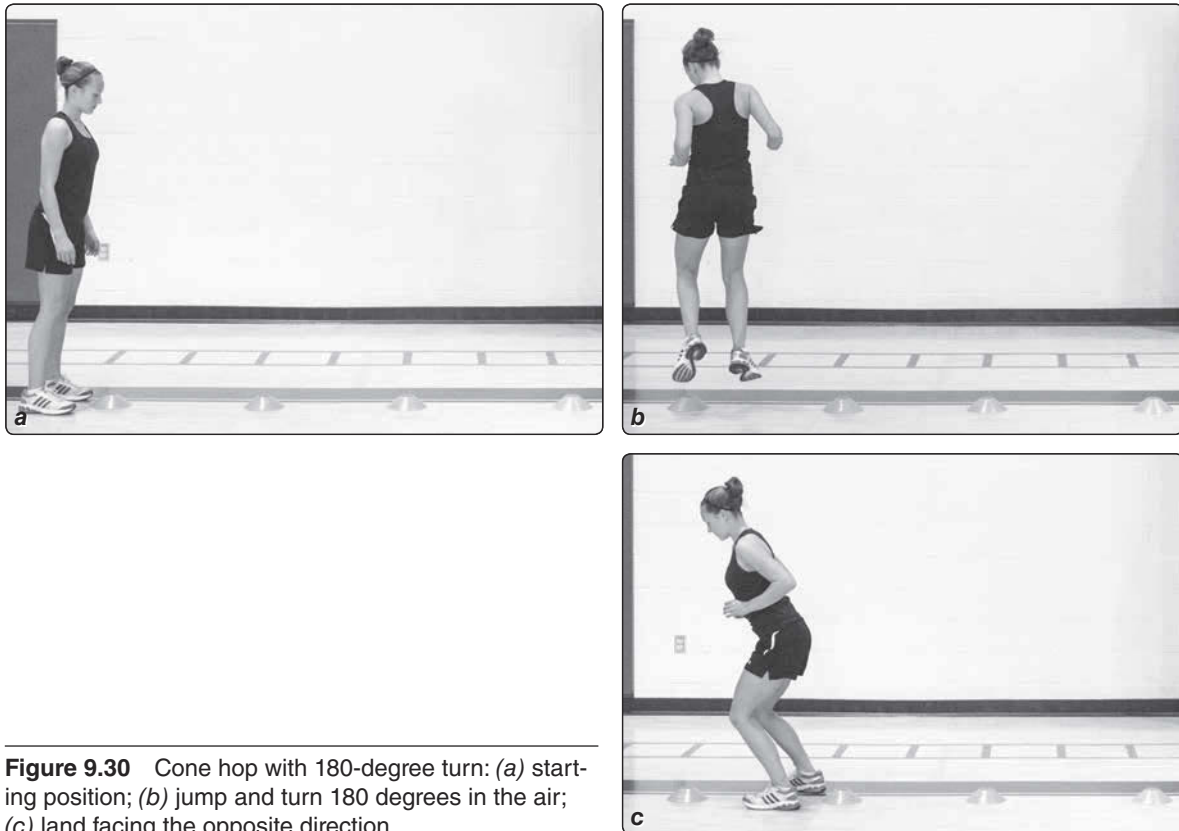 a
b
c
Figure 9.30 Cone hop with 180-degree turn: (a) start-
ing position; (b) jump and turn 180 degrees in the air;
(c) land facing the opposite direction.